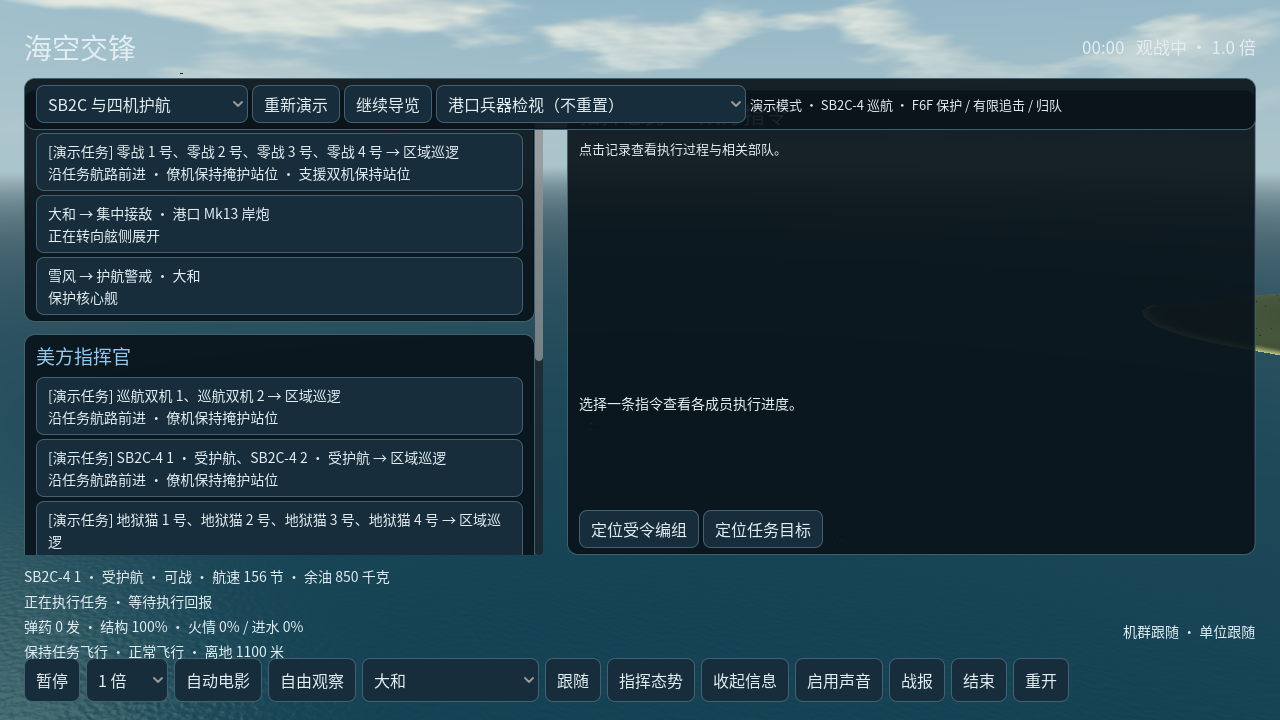 海空交锋
00:00 观战中 · 1.0 倍
SB2C 与四机护航
重新演示
继续导览
港口兵器检视（不重置）
演示模式 · SB2C-4 巡航 · F6F 保护 / 有限追击 / 归队
[演示任务] 零战 1 号、零战 2 号、零战 3 号、零战 4 号 → 区域巡逻
沿任务航路前进 · 僚机保持掩护站位 · 支援双机保持站位
大和 → 集中接敌 · 港口 Mk13 岸炮
正在转向舷侧展开
雪风 → 护航警戒 · 大和
保护核心舰
美方指挥官
[演示任务] 巡航双机 1、巡航双机 2 → 区域巡逻
沿任务航路前进 · 僚机保持掩护站位
[演示任务] SB2C-4 1 · 受护航、SB2C-4 2 · 受护航 → 区域巡逻
沿任务航路前进 · 僚机保持掩护站位
[演示任务] 地狱猫 1 号、地狱猫 2 号、地狱猫 3 号、地狱猫 4 号 → 区域巡
逻
点击记录查看执行过程与相关部队。
选择一条指令查看各成员执行进度。
定位受令编组
定位任务目标
SB2C-4 1 · 受护航 · 可战 · 航速 156 节 · 余油 850 千克
正在执行任务 · 等待执行回报
弹药 0 发 · 结构 100% · 火情 0% / 进水 0%
保持任务飞行 · 正常飞行 · 离地 1100 米
机群跟随 · 单位跟随
暂停
1 倍
自动电影
自由观察
大和
跟随
指挥态势
收起信息
启用声音
战报
结束
重开